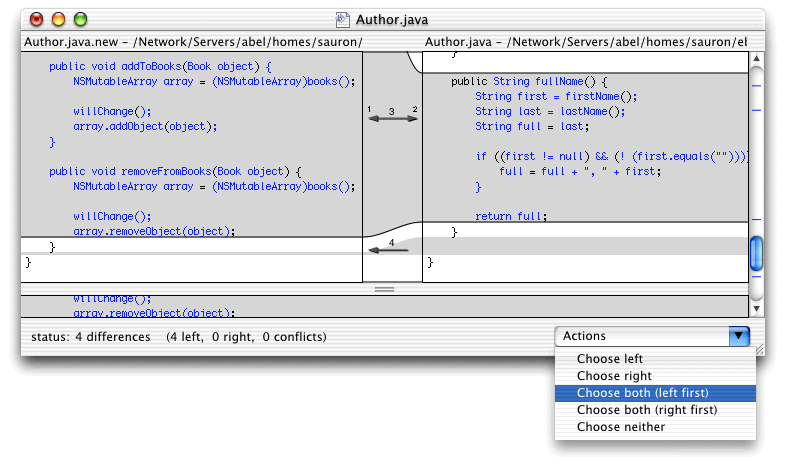 Author.java
Author.java.new – /Network/Servers/abel/homes/sauron/
Author.java – /Network/Servers/abel/homes/sauron/el
public void addToBooks(Book object) {
NSMutableArray array = (NSMutableArray)books();
willChange();
array.addObject(object);
}
public void removeFromBooks(Book object) {
NSMutableArray array = (NSMutableArray)books();
willChange();
array.removeObject(object);
}
}
1 3 2
4
}
public String fullName() {
String first = firstName();
String last = lastName();
String full = last;
if ((first != null) && (! (first.equals(""))))
full = full + ", " + first;
}
return full;
}
}
willChange();
array.removeObject(object);
status: 4 differences (4 left, 0 right, 0 conflicts)
Actions
Choose left
Choose right
Choose both (left first)
Choose both (right first)
Choose neither